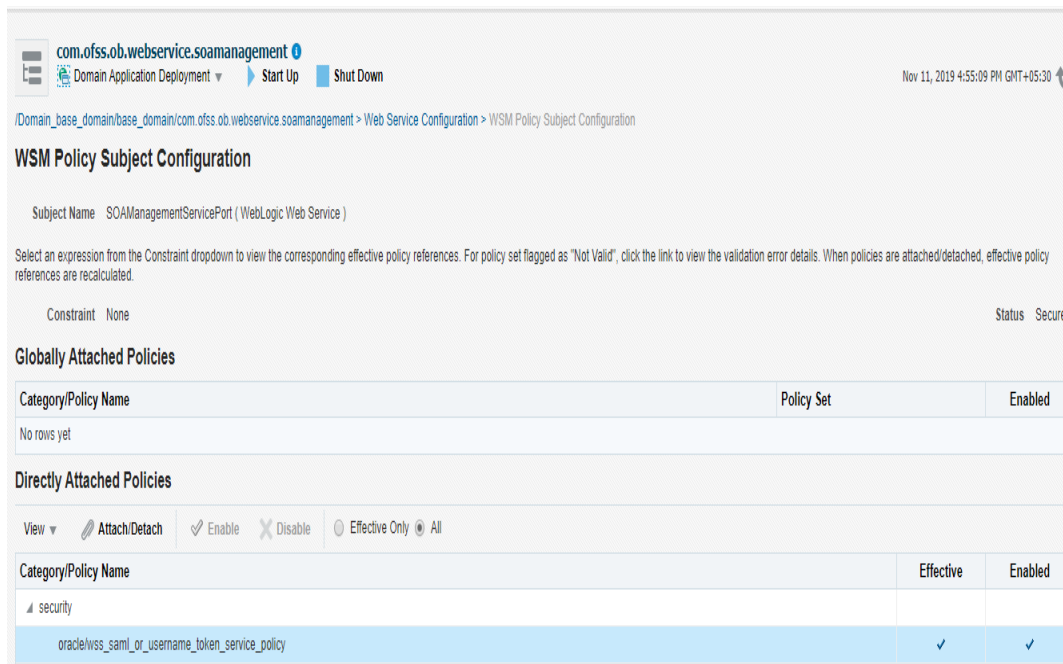 com.ofss.ob.webservice.soamanagement
Domain Application Deployment Start Up Shut Down Nov 11, 2019 4:55:09 PM GMT+05:30
/Domain_base_domain/base_domain/com.ofss.ob.webservice.soamanagement > Web Service Configuration > WSM Policy Subject Configuration
WSM Policy Subject Configuration
Subject Name SOAManagementServicePort ( WebLogic Web Service )
Select an expression from the Constraint dropdown to view the corresponding effective policy references. For policy set flagged as "Not Valid", click the link to view the validation error details. When policies are attached/detached, effective policy
references are recalculated.
Constraint None Status Secure
Globally Attached Policies
Category/Policy Name Policy Set Enabled
No rows yet
Directly Attached Policies
View Attach/Detach Enable Disable Effective Only All
Category/Policy Name Effective Enabled
security
oracle/wss_saml_or_username_token_service_policy